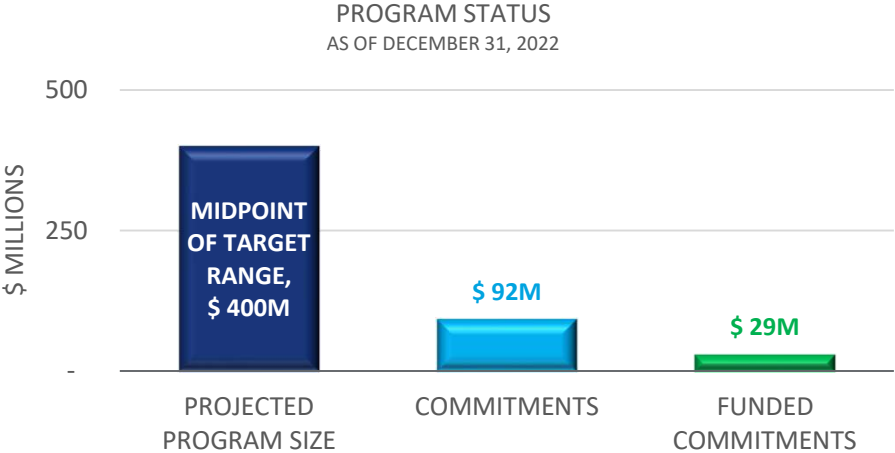 PROGRAM STATUS
AS OF DECEMBER 31, 2022
$ MILLIONS
500
250
-
MIDPOINT
OF TARGET
RANGE,
$ 400M
$ 92M
$ 29M
PROJECTED
PROGRAM SIZE
COMMITMENTS
FUNDED
COMMITMENTS